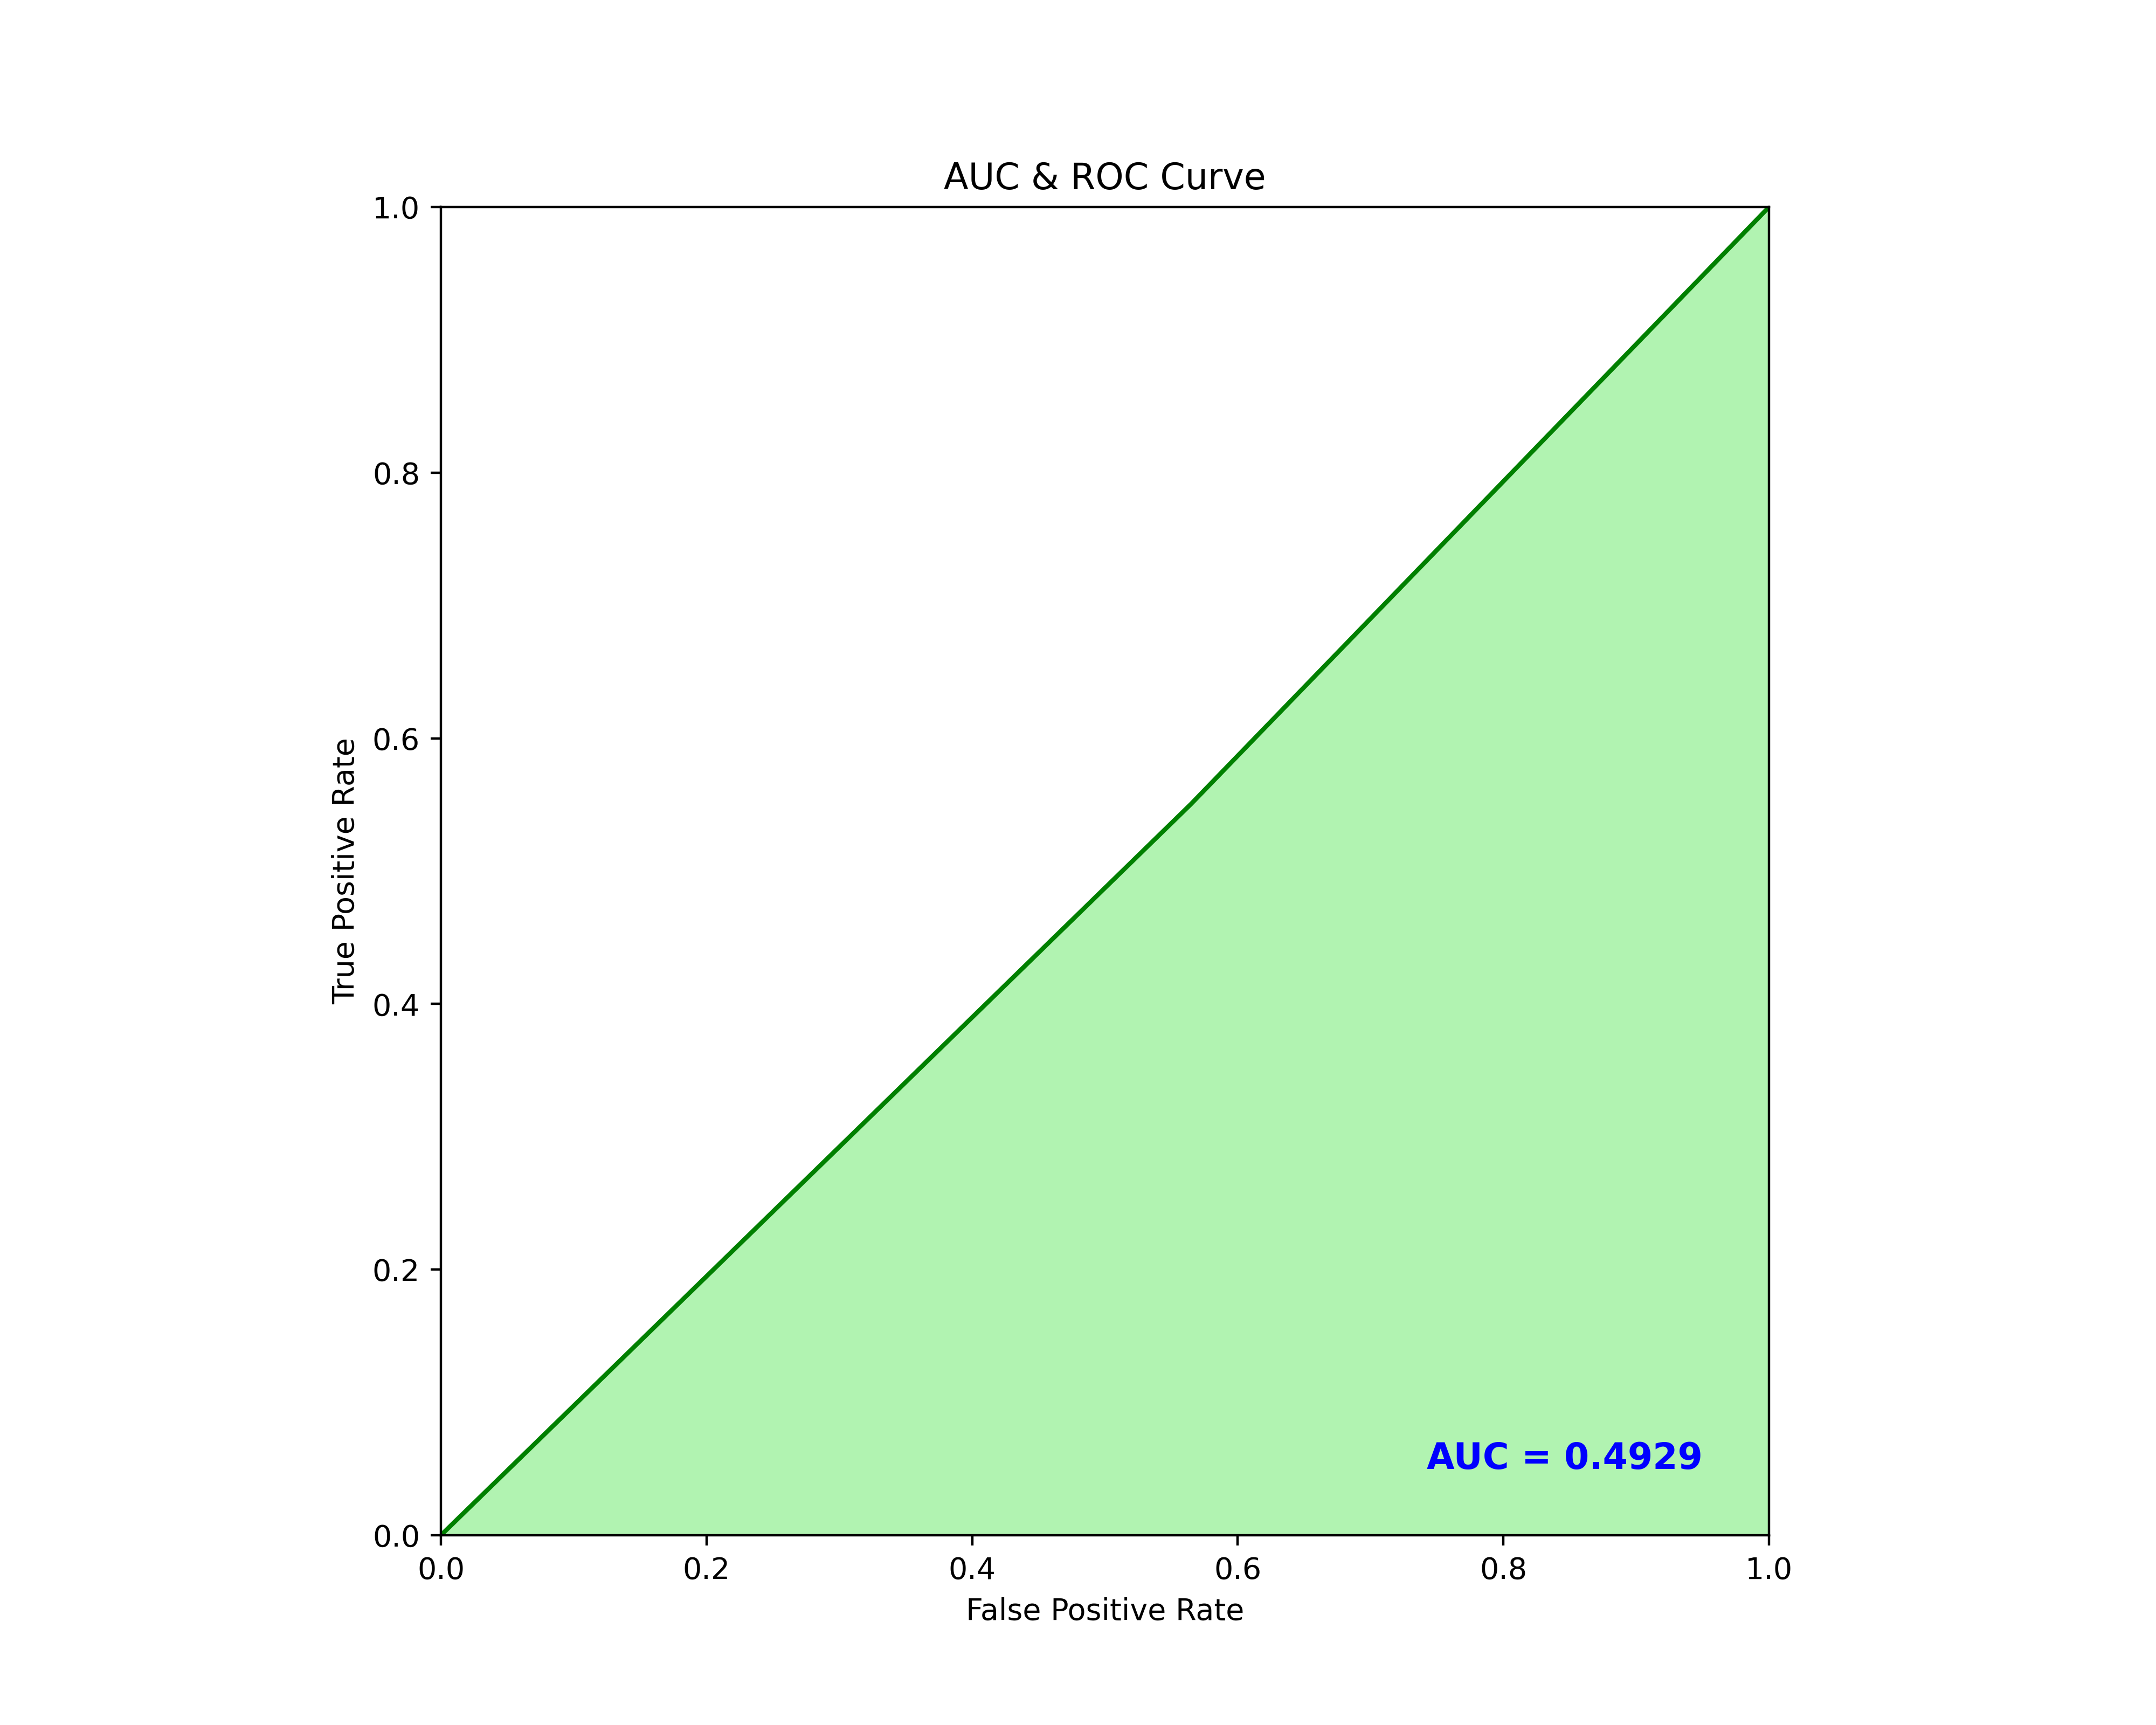 AUC & ROC Curve
1.0
0.8
0.6
0.4
0.2
0.0
True Positive Rate
AUC = 0.4929
0.0 0.2 0.4 0.6 0.8 1.0
False Positive Rate